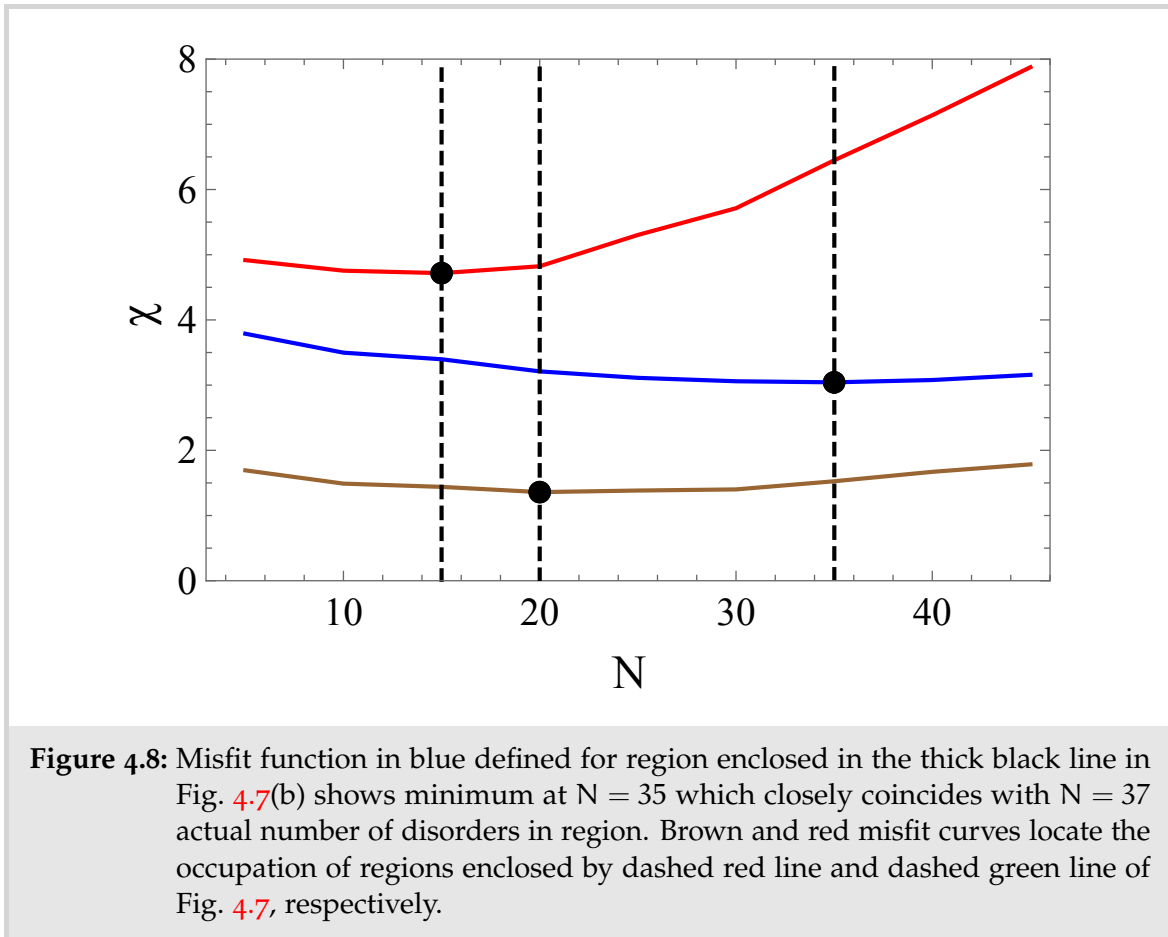 8
6
4
2
0
χ
10
20
30
40
N
Figure 4.8: Misfit function in blue defined for region enclosed in the thick black line in
Fig. 4.7(b) shows minimum at N = 35 which closely coincides with N = 37
actual number of disorders in region. Brown and red misfit curves locate the
occupation of regions enclosed by dashed red line and dashed green line of
Fig. 4.7, respectively.